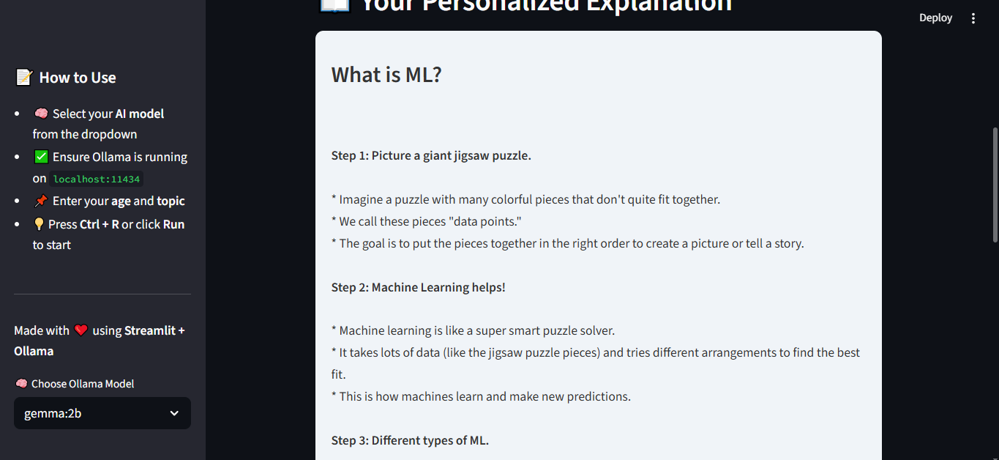 Your Personalized Explanation
Deploy
How to Use
Select your AI model
from the dropdown
Ensure Ollama is running
on localhost:11434
Enter your age and topic
Press Ctrl + R or click Run
to start
Made with ❤️ using Streamlit +
Ollama
Choose Ollama Model
gemma:2b
What is ML?
Step 1: Picture a giant jigsaw puzzle.
* Imagine a puzzle with many colorful pieces that don't quite fit together.
* We call these pieces "data points."
* The goal is to put the pieces together in the right order to create a picture or tell a story.
Step 2: Machine Learning helps!
* Machine learning is like a super smart puzzle solver.
* It takes lots of data (like the jigsaw puzzle pieces) and tries different arrangements to find the best
fit.
* This is how machines learn and make new predictions.
Step 3: Different types of ML.